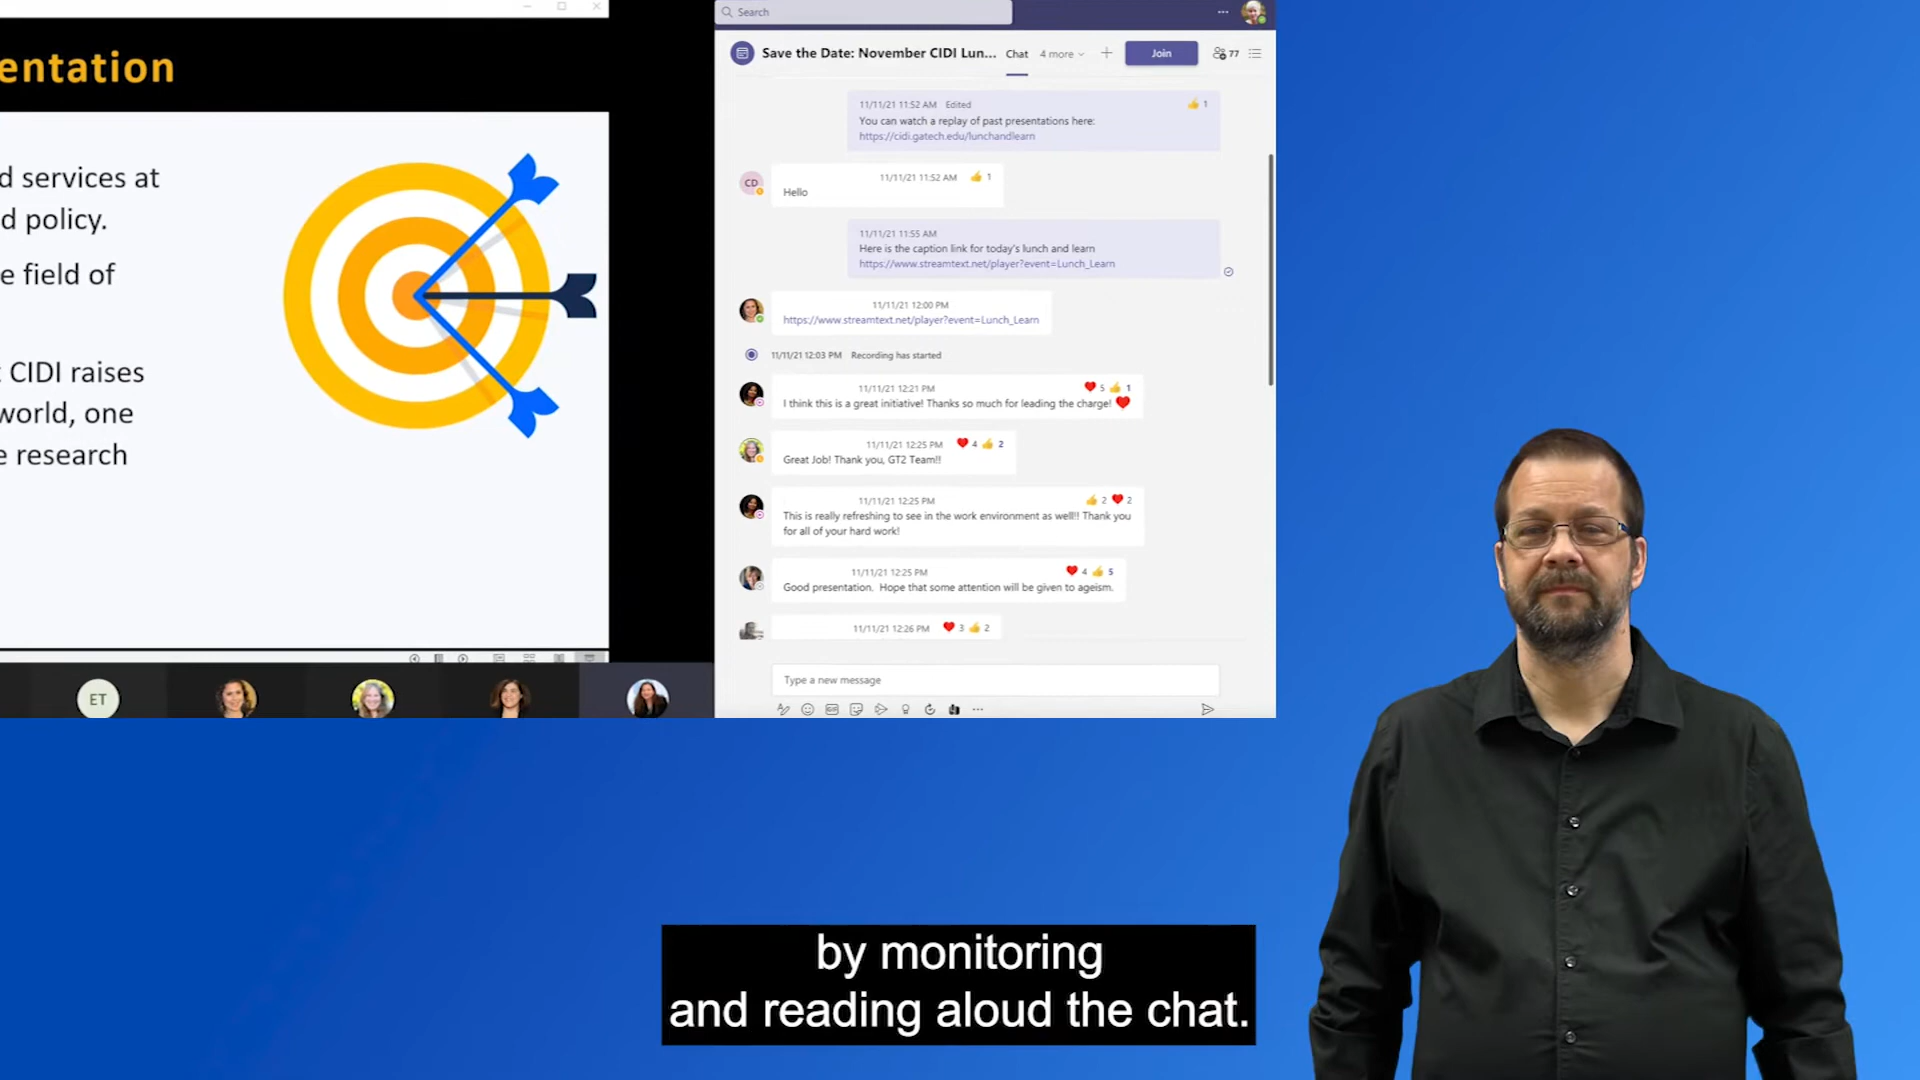 entation
d services at
d policy.
e field of
CIDI raises
world, one
e research
ET
Search
Save the Date: November CIDI Lun...
Chat
4 more
Join
77
11/11/21 11:52 AM Edited
1
You can watch a replay of past presentations here:
https://cidi.gatech.edu/lunchandlearn
CD
11/11/21 11:52 AM
1
Hello
11/11/21 11:55 AM
Here is the caption link for today's lunch and learn
https://www.streamtext.net/player?event=Lunch_Learn
11/11/21 12:00 PM
https://www.streamtext.net/player?event=Lunch_Learn
11/11/21 12:03 PM Recording has started
11/11/21 12:21 PM
5 1
I think this is a great initiative! Thanks so much for leading the charge!
11/11/21 12:25 PM
4 2
Great Job! Thank you, GT2 Team!!
11/11/21 12:25 PM
2 2
This is really refreshing to see in the work environment as well!! Thank you
for all of your hard work!
11/11/21 12:25 PM
4 5
Good presentation. Hope that some attention will be given to ageism.
11/11/21 12:26 PM
3 2
Type a new message
by monitoring
and reading aloud the chat.